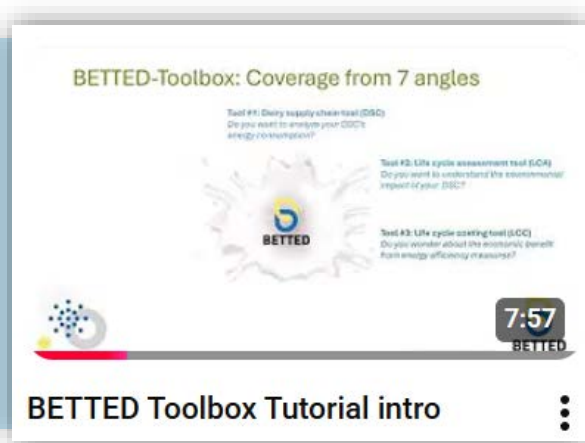 BETTED-Toolbox: Coverage from 7 angles
Tool #1: Dairy supply chain tool (DSC)
Do you want to analyze your DSC's
energy consumption?
Tool #2: Life cycle assessment tool (LCA)
Do you want to understand the environmental
impact of your DSC?
BETTED
Tool #3: Life cycle costing tool (LCC)
Do you wonder about the economic benefit
from energy efficiency measures?
7:57
BETTED
BETTED Toolbox Tutorial intro